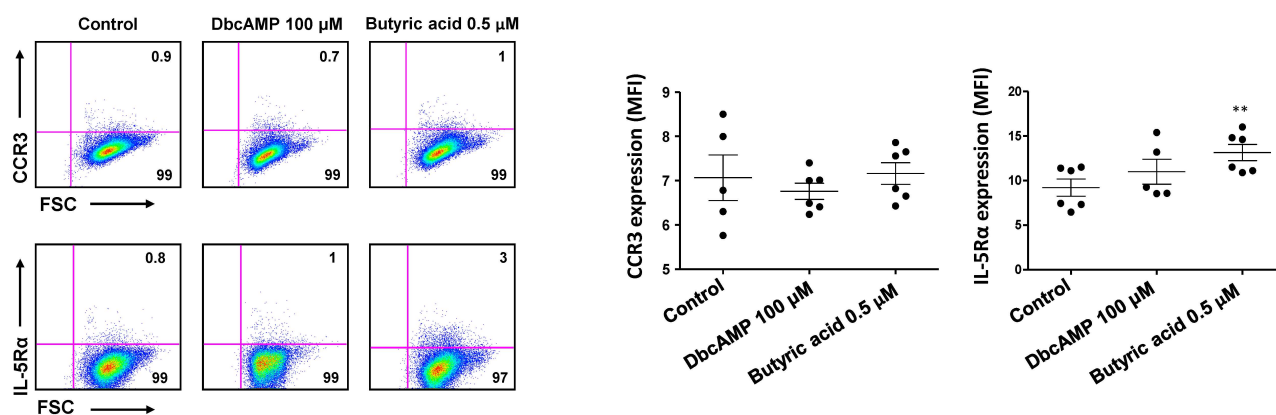 Control
DbcAMP 100 µM
Butyric acid 0.5 µM
CCR3
0.9
99
0.7
99
1
99
FSC
IL-5Rα
0.8
99
1
99
3
97
FSC
CCR3 expression (MFI)
9
8
7
6
5
Control
DbcAMP 100 µM
Butyric acid 0.5 µM
IL-5Rα expression (MFI)
20
15
10
5
0
**
Control
DbcAMP 100 µM
Butyric acid 0.5 µM